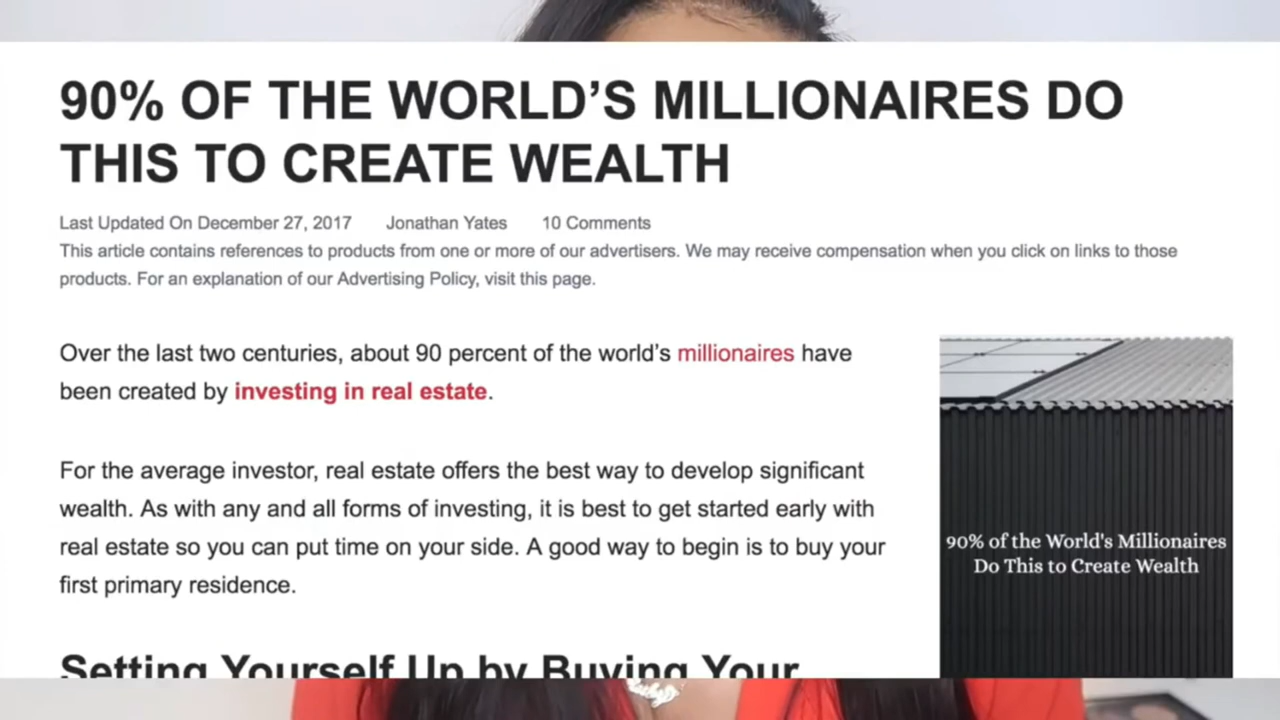 90% OF THE WORLD'S MILLIONAIRES DO
THIS TO CREATE WEALTH
Last Updated On December 27, 2017 Jonathan Yates 10 Comments
This article contains references to products from one or more of our advertisers. We may receive compensation when you click on links to those
products. For an explanation of our Advertising Policy, visit this page.
Over the last two centuries, about 90 percent of the world's millionaires have
been created by investing in real estate.
For the average investor, real estate offers the best way to develop significant
wealth. As with any and all forms of investing, it is best to get started early with
real estate so you can put time on your side. A good way to begin is to buy your
first primary residence.
90% of the World's Millionaires
Do This to Create Wealth
Setting Yourself Up by Buying Your